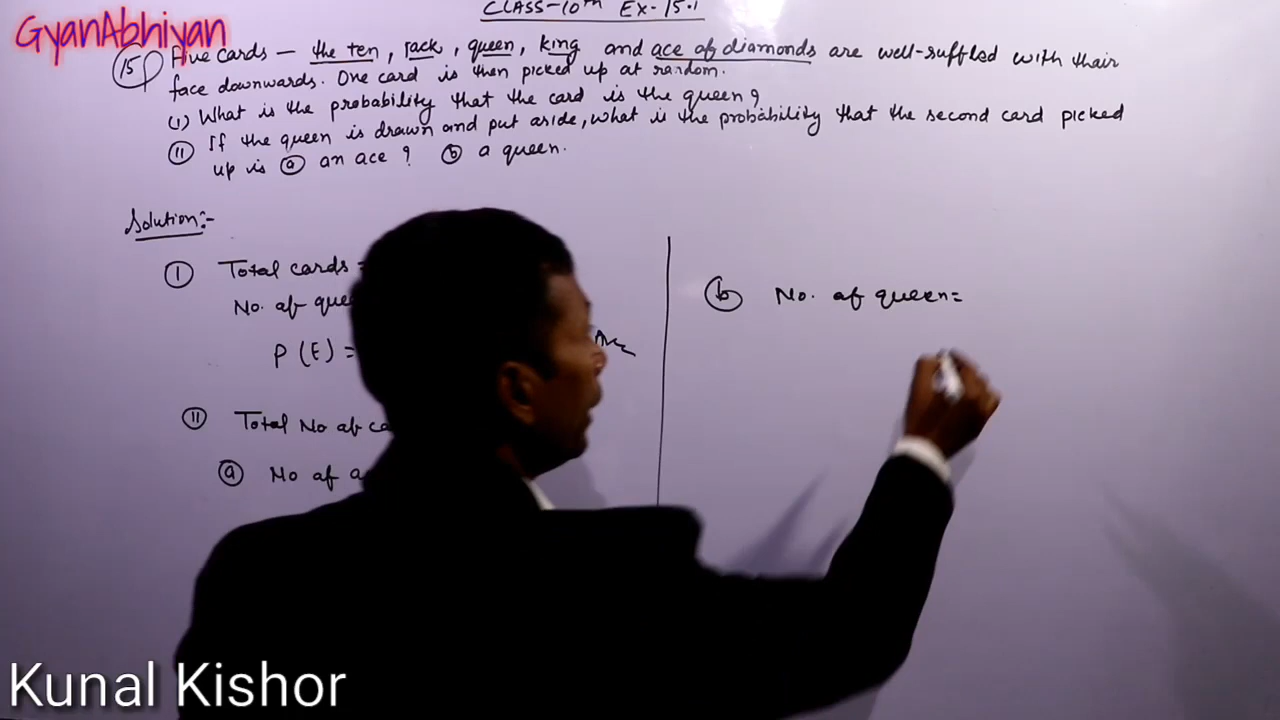 CLASS-10th Ex-15.1
GyanAbhiyan
15 Five cards — the ten, jack, queen, king and ace of diamonds are well-suffled with thair
face downwards. One card is then picked up at random.
(i) What is the probability that the card is the queen?
(ii) If the queen is drawn and put aside, what is the probability that the second card picked
up is (a) an ace? (b) a queen.
Solution:-
(i) Total cards =
No. of que
P(E) =
Ans
(ii) Total No of ca
(a) No of a
(b) No. of queen=
Kunal Kishor